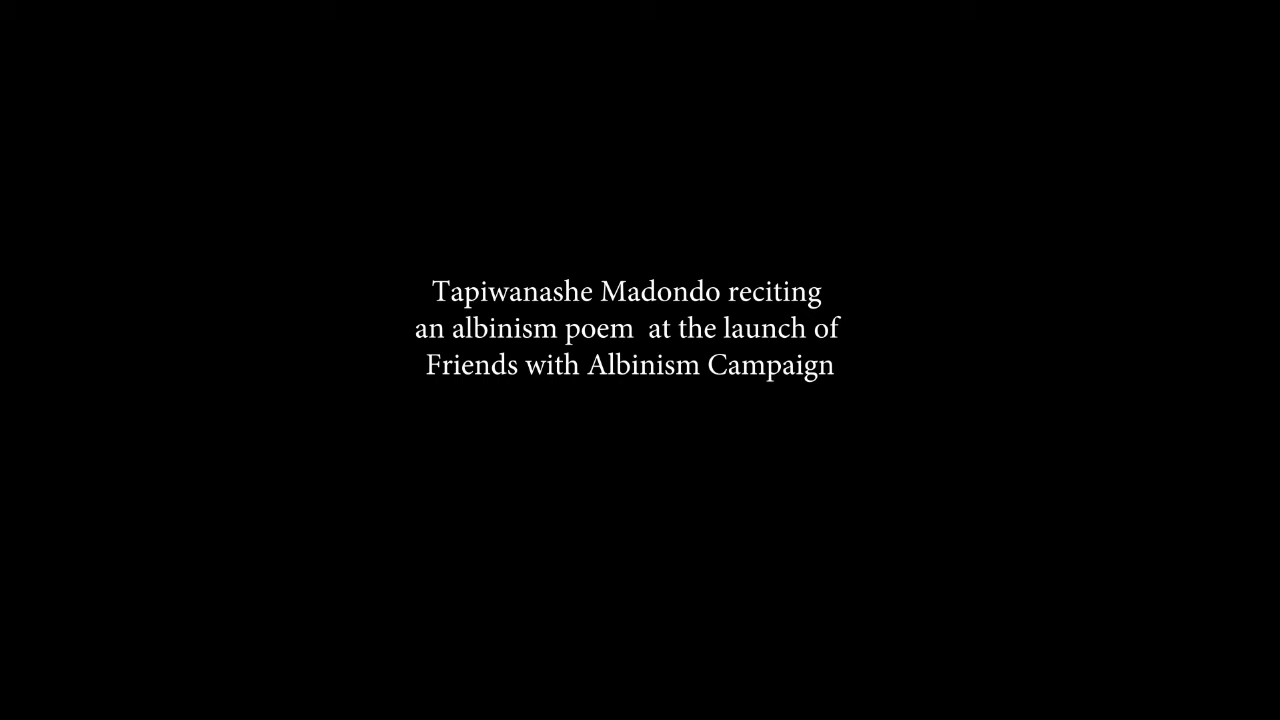 Tapiwanashe Madondo reciting
an albinism poem  at the launch of
Friends with Albinism Campaign